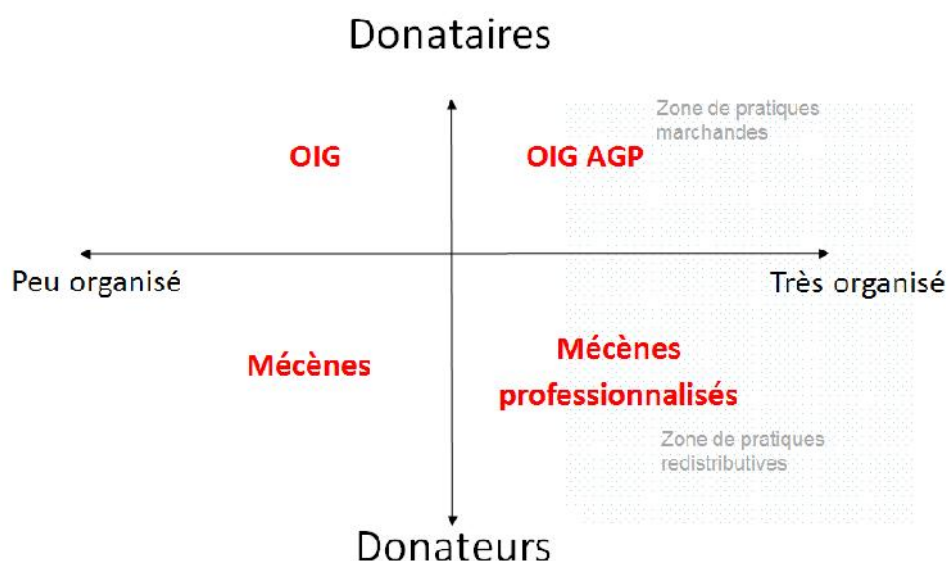 Donataires
Zone de pratiques
marchandes
OIG
OIG AGP
Peu organisé
Très organisé
Mécènes
Mécènes
professionnalisés
Zone de pratiques
redistributives
Donateurs